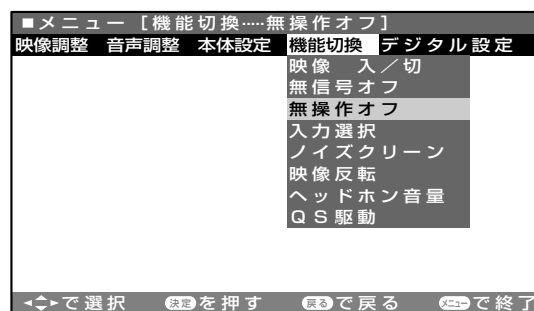 ■メニュー［機能切換……無操作オフ］
映像調整 音声調整 本体設定 機能切換 デジタル設定
映像 入／切
無信号オフ
無操作オフ
入力選択
ノイズクリーン
映像反転
ヘッドホン音量
ＱＳ駆動
で選択 決定を押す 戻るで戻る メニューで終了